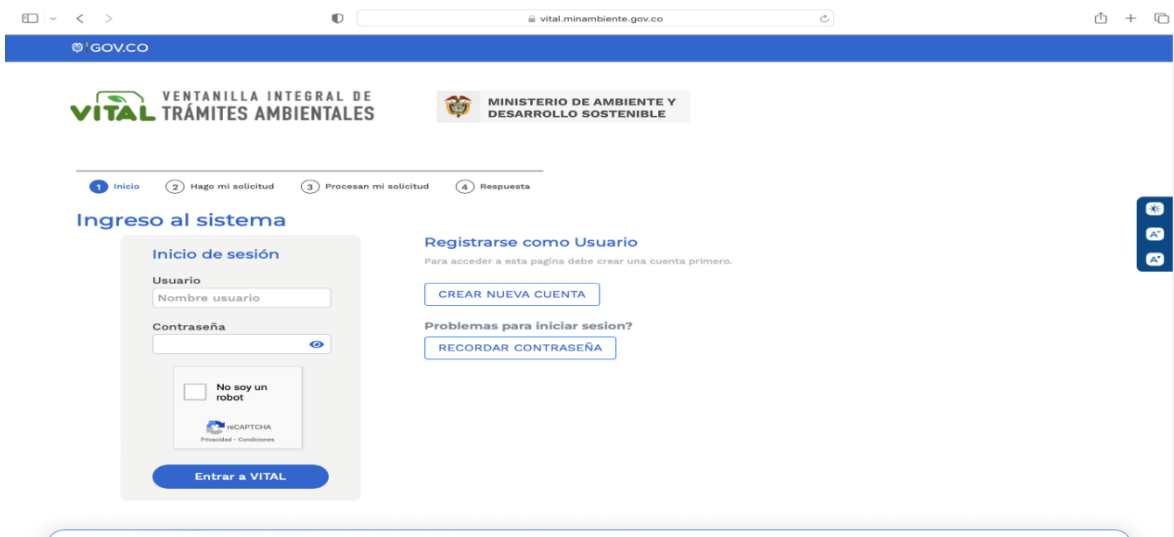 vital.minambiente.gov.co
GOV.CO
VITAL
VENTANILLA INTEGRAL DE
TRÁMITES AMBIENTALES
MINISTERIO DE AMBIENTE Y
DESARROLLO SOSTENIBLE
1 Inicio 2 Hago mi solicitud 3 Procesan mi solicitud 4 Respuesta
Ingreso al sistema
Inicio de sesión
Usuario
Nombre usuario
Contraseña
No soy un
robot
reCAPTCHA
Privacidad - Condiciones
Entrar a VITAL
Registrarse como Usuario
Para acceder a esta pagina debe crear una cuenta primero.
CREAR NUEVA CUENTA
Problemas para iniciar sesion?
RECORDAR CONTRASEÑA